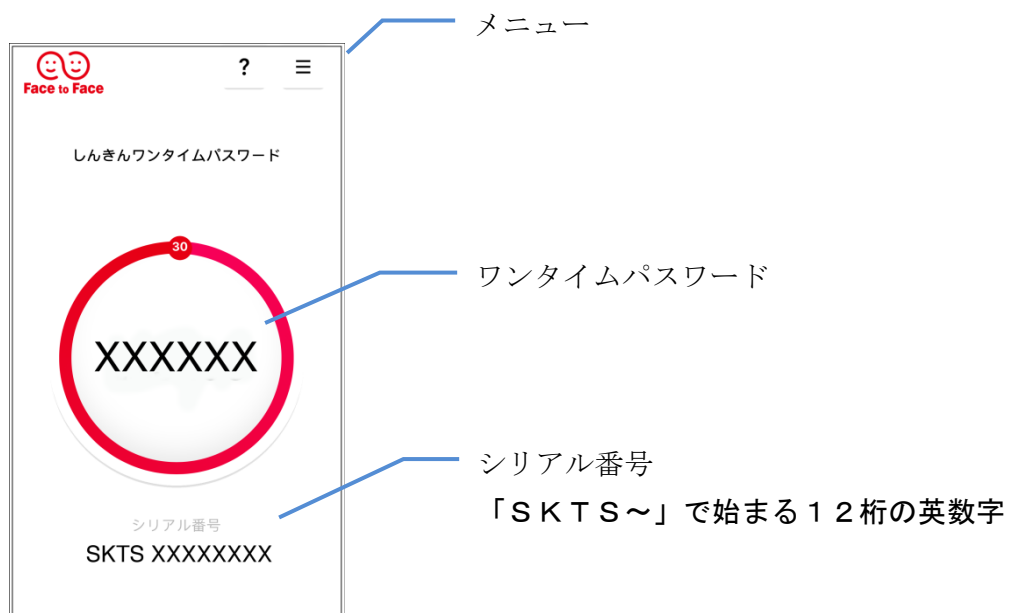 メニュー
Face to Face
? ≡
しんきんワンタイムパスワード
30
ワンタイムパスワード
XXXXXX
シリアル番号
「ＳＫＴＳ～」で始まる１２桁の英数字
シリアル番号
SKTS XXXXXXXX